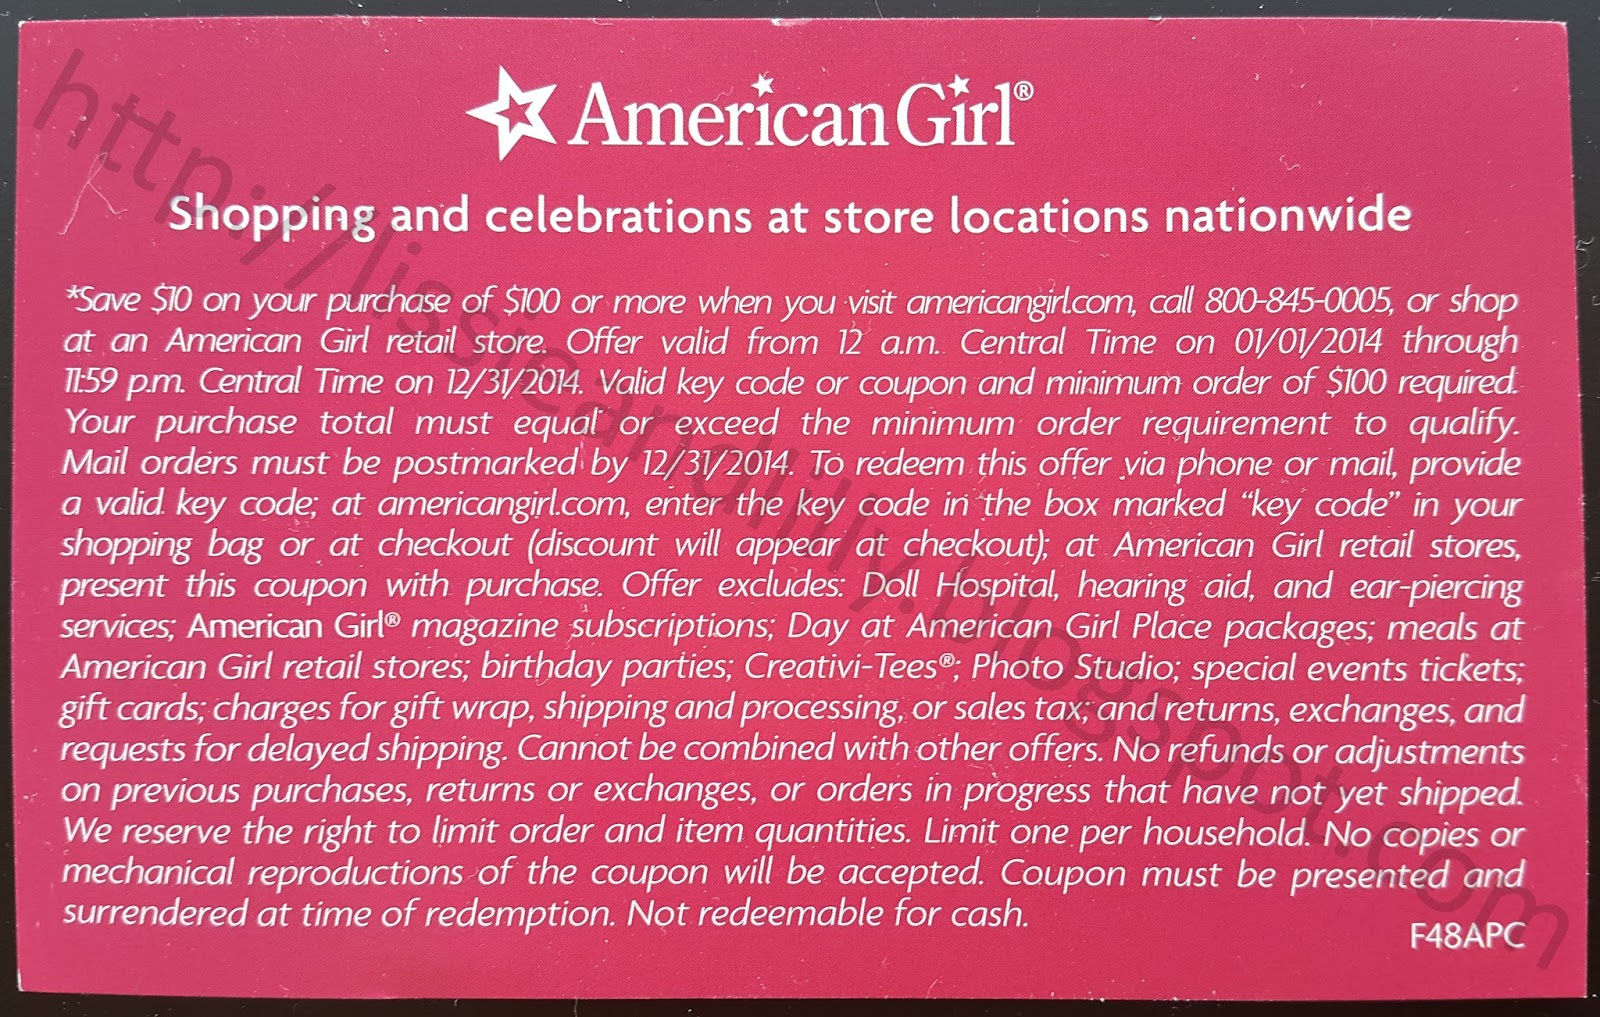 American Girl®
Shopping and celebrations at store locations nationwide
*Save $10 on your purchase of $100 or more when you visit americangirl.com, call 800-845-0005, or shop
at an American Girl retail store. Offer valid from 12 a.m. Central Time on 01/01/2014 through
11:59 p.m. Central Time on 12/31/2014. Valid key code or coupon and minimum order of $100 required.
Your purchase total must equal or exceed the minimum order requirement to qualify.
Mail orders must be postmarked by 12/31/2014. To redeem this offer via phone or mail, provide
a valid key code; at americangirl.com, enter the key code in the box marked “key code” in your
shopping bag or at checkout (discount will appear at checkout); at American Girl retail stores,
present this coupon with purchase. Offer excludes: Doll Hospital, hearing aid, and ear-piercing
services; American Girl® magazine subscriptions; Day at American Girl Place packages; meals at
American Girl retail stores; birthday parties; Creativi-Tees®; Photo Studio; special events tickets;
gift cards; charges for gift wrap, shipping and processing, or sales tax; and returns, exchanges, and
requests for delayed shipping. Cannot be combined with other offers. No refunds or adjustments
on previous purchases, returns or exchanges, or orders in progress that have not yet shipped.
We reserve the right to limit order and item quantities. Limit one per household. No copies or
mechanical reproductions of the coupon will be accepted. Coupon must be presented and
surrendered at time of redemption. Not redeemable for cash.
F48APC
http://lissieandlilly.blogspot.com